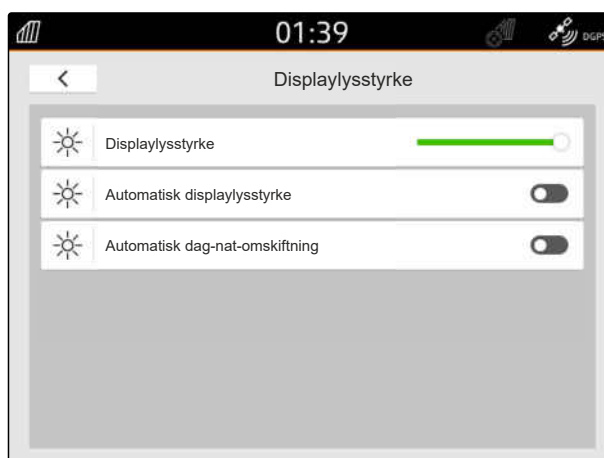 01:39
DGPS
Displaylysstyrke
Displaylysstyrke
Automatisk displaylysstyrke
Automatisk dag-nat-omskiftning